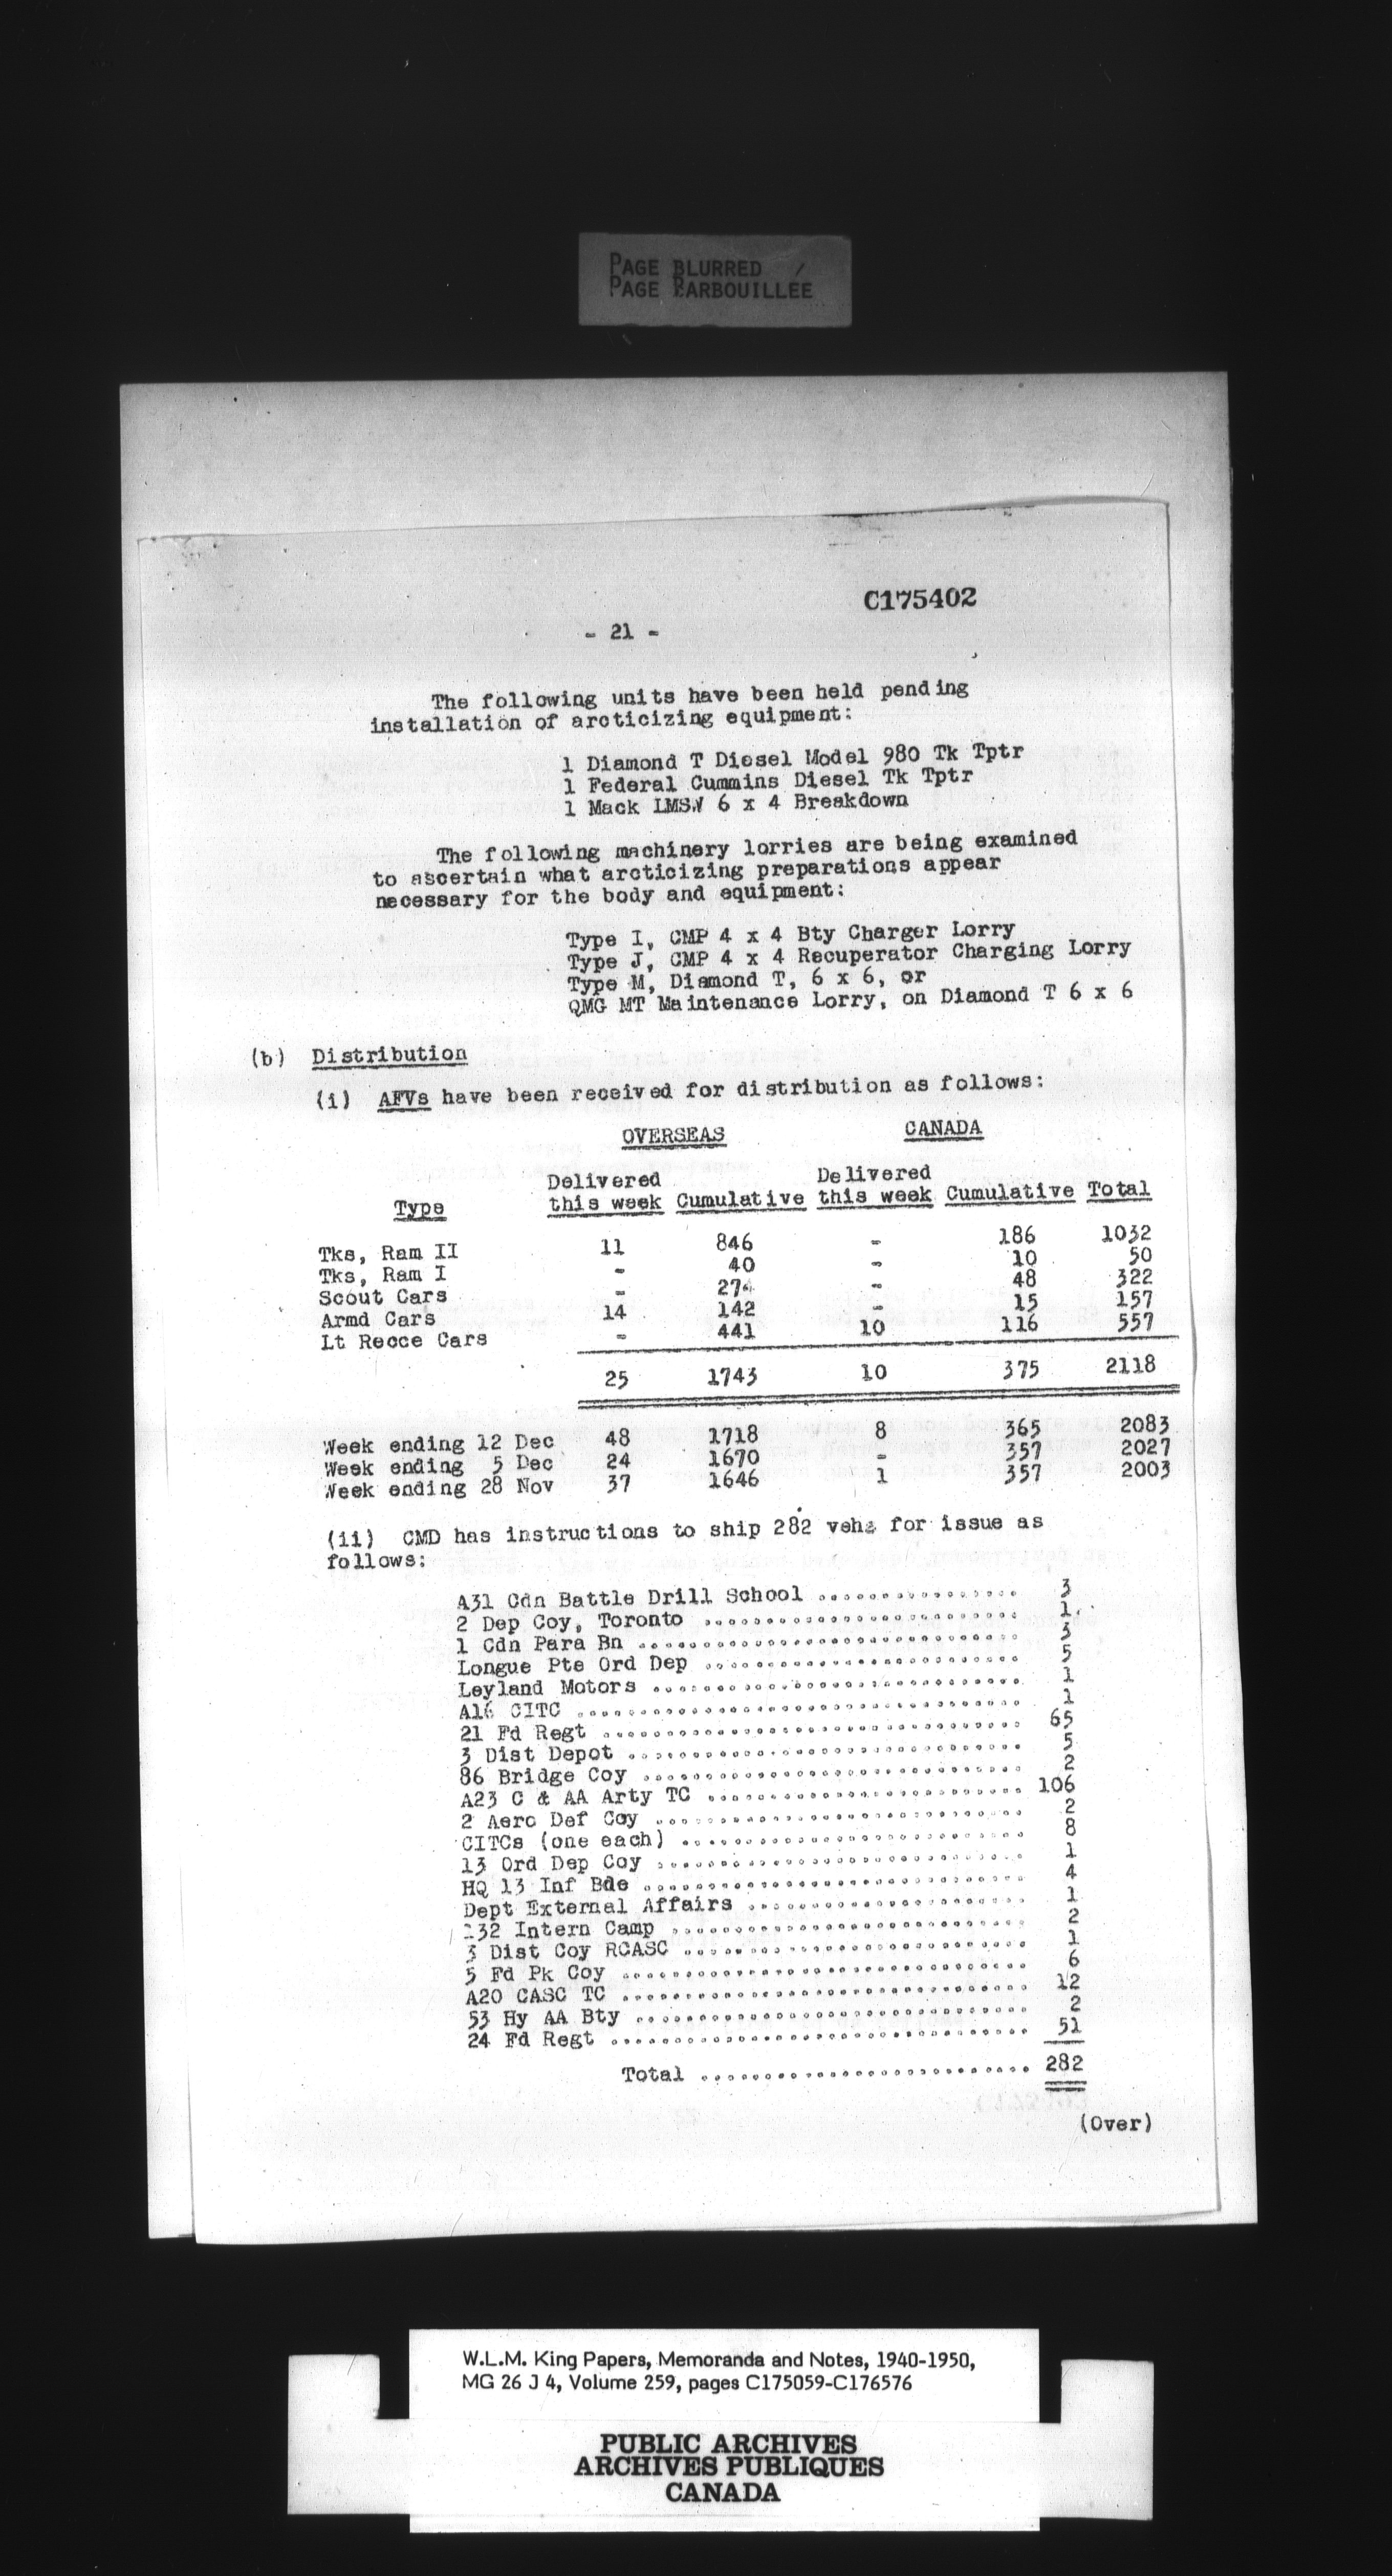 PAGE BLURRED /
PAGE BARBOUILLÉE
C175402
- 21 -
The following units have been held pending
installation of arcticizing equipment:
1 Diamond T Diesel Model 980 Tk Tptr
1 Federal Cummins Diesel Tk Tptr
1 Mack LMSW 6 x 4 Breakdown
The following machinery lorries are being examined
to ascertain what arcticizing preparations appear
necessary for the body and equipment:
Type I, CMP 4 x 4 Bty Charger Lorry
Type J, CMP 4 x 4 Recuperator Charging Lorry
Type M, Diamond T, 6 x 6, or
QMG MT Maintenance Lorry, on Diamond T 6 x 6
(b) Distribution
(i) AFVs have been received for distribution as follows:
OVERSEAS CANADA
Delivered Delivered
Type this week Cumulative this week Cumulative Total
Tks, Ram II 11 846 - 186 1032
Tks, Ram I - 40 - 10 50
Scout Cars - 274 - 48 322
Armd Cars 14 142 - 15 157
Lt Recce Cars - 441 10 116 557
25 1743 10 375 2118
Week ending 12 Dec 48 1718 8 365 2083
Week ending 5 Dec 24 1670 - 357 2027
Week ending 28 Nov 37 1646 1 357 2003
(ii) CMD has instructions to ship 282 vehs for issue as
follows:
A31 Cdn Battle Drill School ................ 3
2 Dep Coy, Toronto ......................... 1
1 Cdn Para Bn .............................. 3
Longue Pte Ord Dep ......................... 5
Leyland Motors ............................. 1
A16 CITC ................................... 1
21 Fd Regt ................................. 65
3 Dist Depot ............................... 5
86 Bridge Coy .............................. 2
A23 C & AA Arty TC ......................... 106
2 Aero Def Coy ............................. 2
CITCs (one each) ........................... 8
13 Ord Dep Coy ............................. 1
HQ 13 Inf Bde .............................. 4
Dept External Affairs ...................... 1
132 Intern Camp ............................ 2
3 Dist Coy RCASC ........................... 1
5 Fd Pk Coy ................................ 6
A20 CASC TC ................................ 12
53 Hy AA Bty ............................... 2
24 Fd Regt ................................. 51
Total .......................... 282
(Over)
W.L.M. King Papers, Memoranda and Notes, 1940-1950,
MG 26 J 4, Volume 259, pages C175059-C176576
PUBLIC ARCHIVES
ARCHIVES PUBLIQUES
CANADA